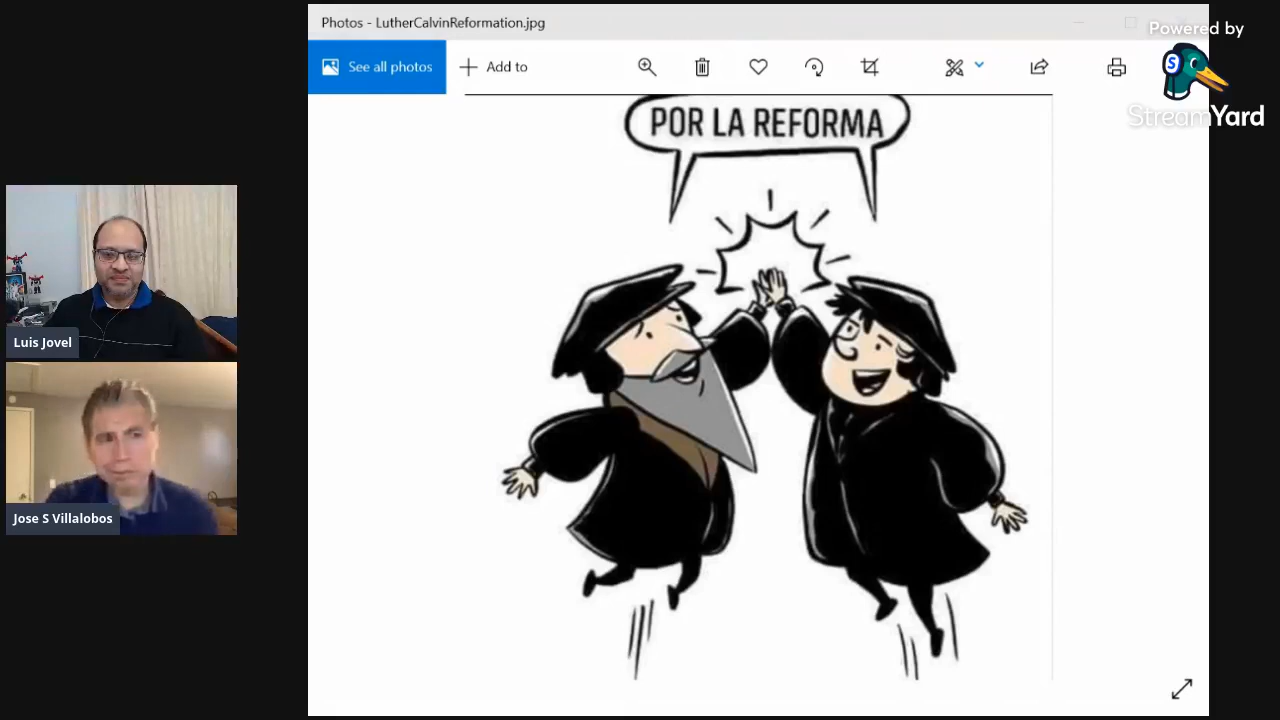 Photos - LutherCalvinReformation.jpg
Powered by
StreamYard
See all photos
Add to
POR LA REFORMA
Luis Jovel
Jose S Villalobos